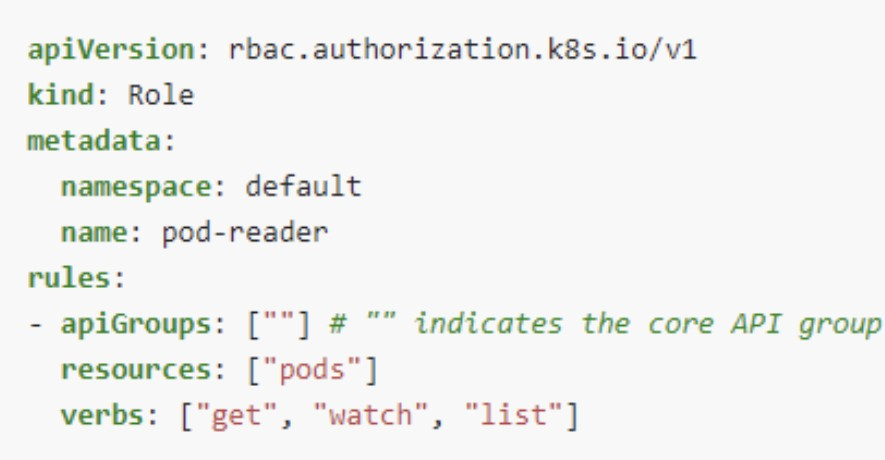 apiVersion: rbac.authorization.k8s.io/v1
kind: Role
metadata:
  namespace: default
  name: pod-reader
rules:
- apiGroups: [""] # "" indicates the core API group
  resources: ["pods"]
  verbs: ["get", "watch", "list"]